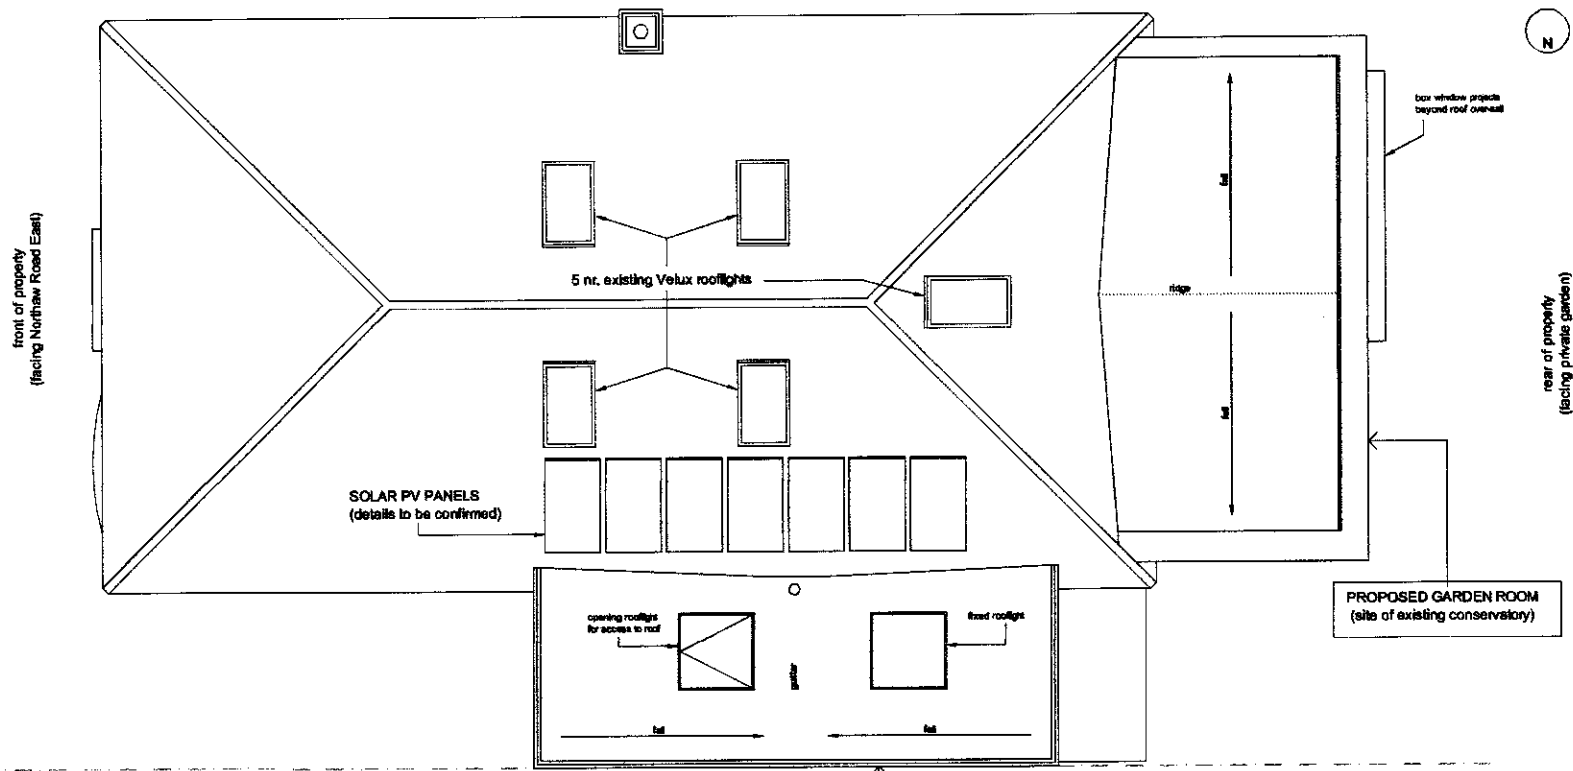 N
box window projects
beyond roof over-sail
front of property
(facing Northaw Road East)
fall
5 nr. existing Velux rooflights
ridge
rear of property
(facing private garden)
fall
SOLAR PV PANELS
(details to be confirmed)
PROPOSED GARDEN ROOM
(site of existing conservatory)
opening rooflight
for access to roof
fixed rooflight
gutter
fall
fall